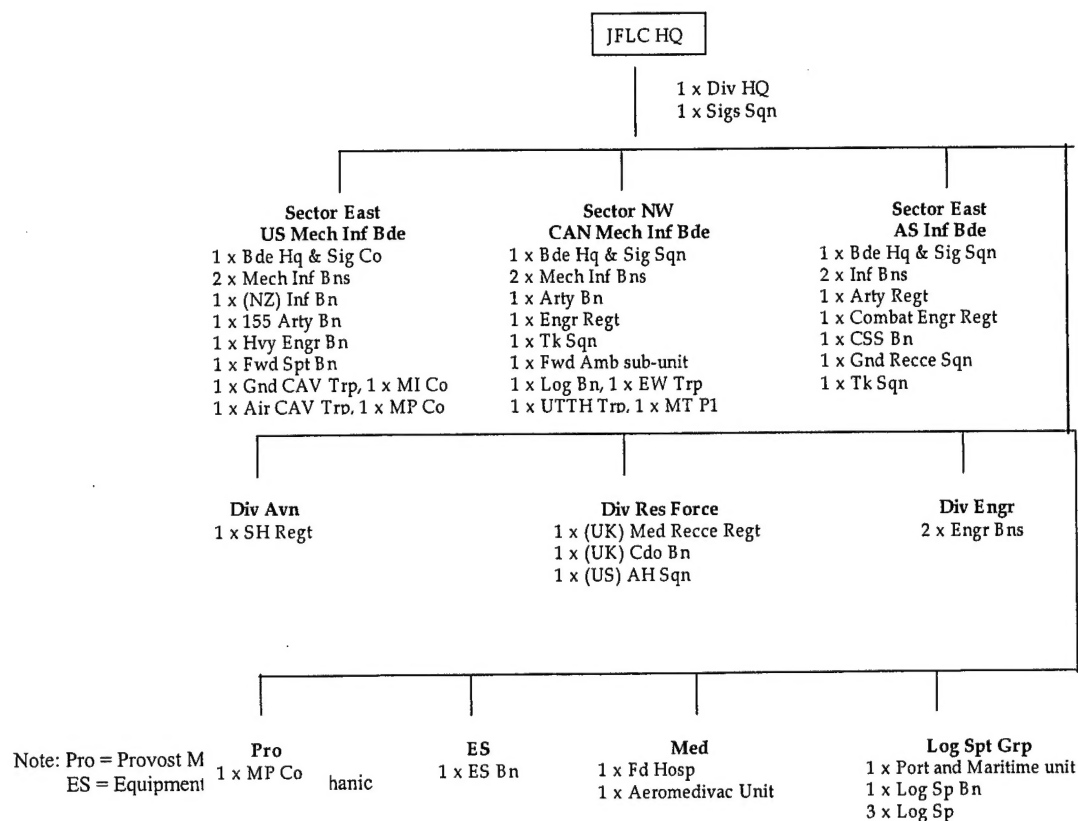 JFLC HQ
1 x Div HQ
1 x Sigs Sqn
Sector East
US Mech Inf Bde
1 x Bde Hq & Sig Co
2 x Mech Inf Bns
1 x (NZ) Inf Bn
1 x 155 Arty Bn
1 x Hvy Engr Bn
1 x Fwd Spt Bn
1 x Gnd CAV Trp, 1 x MI Co
1 x Air CAV Trp, 1 x MP Co
Sector NW
CAN Mech Inf Bde
1 x Bde Hq & Sig Sqn
2 x Mech Inf Bns
1 x Arty Bn
1 x Engr Regt
1 x Tk Sqn
1 x Fwd Amb sub-unit
1 x Log Bn, 1 x EW Trp
1 x UTTH Trp, 1 x MT P1
Sector East
AS Inf Bde
1 x Bde Hq & Sig Sqn
2 x Inf Bns
1 x Arty Regt
1 x Combat Engr Regt
1 x CSS Bn
1 x Gnd Recce Sqn
1 x Tk Sqn
Div Avn
1 x SH Regt
Div Res Force
1 x (UK) Med Recce Regt
1 x (UK) Cdo Bn
1 x (US) AH Sqn
Div Engr
2 x Engr Bns
Pro
1 x MP Co
ES
1 x ES Bn
Med
1 x Fd Hosp
1 x Aeromedivac Unit
Log Spt Grp
1 x Port and Maritime unit
1 x Log Sp Bn
3 x Log Sp
Note: Pro = Provost M
ES = Equipment hanic